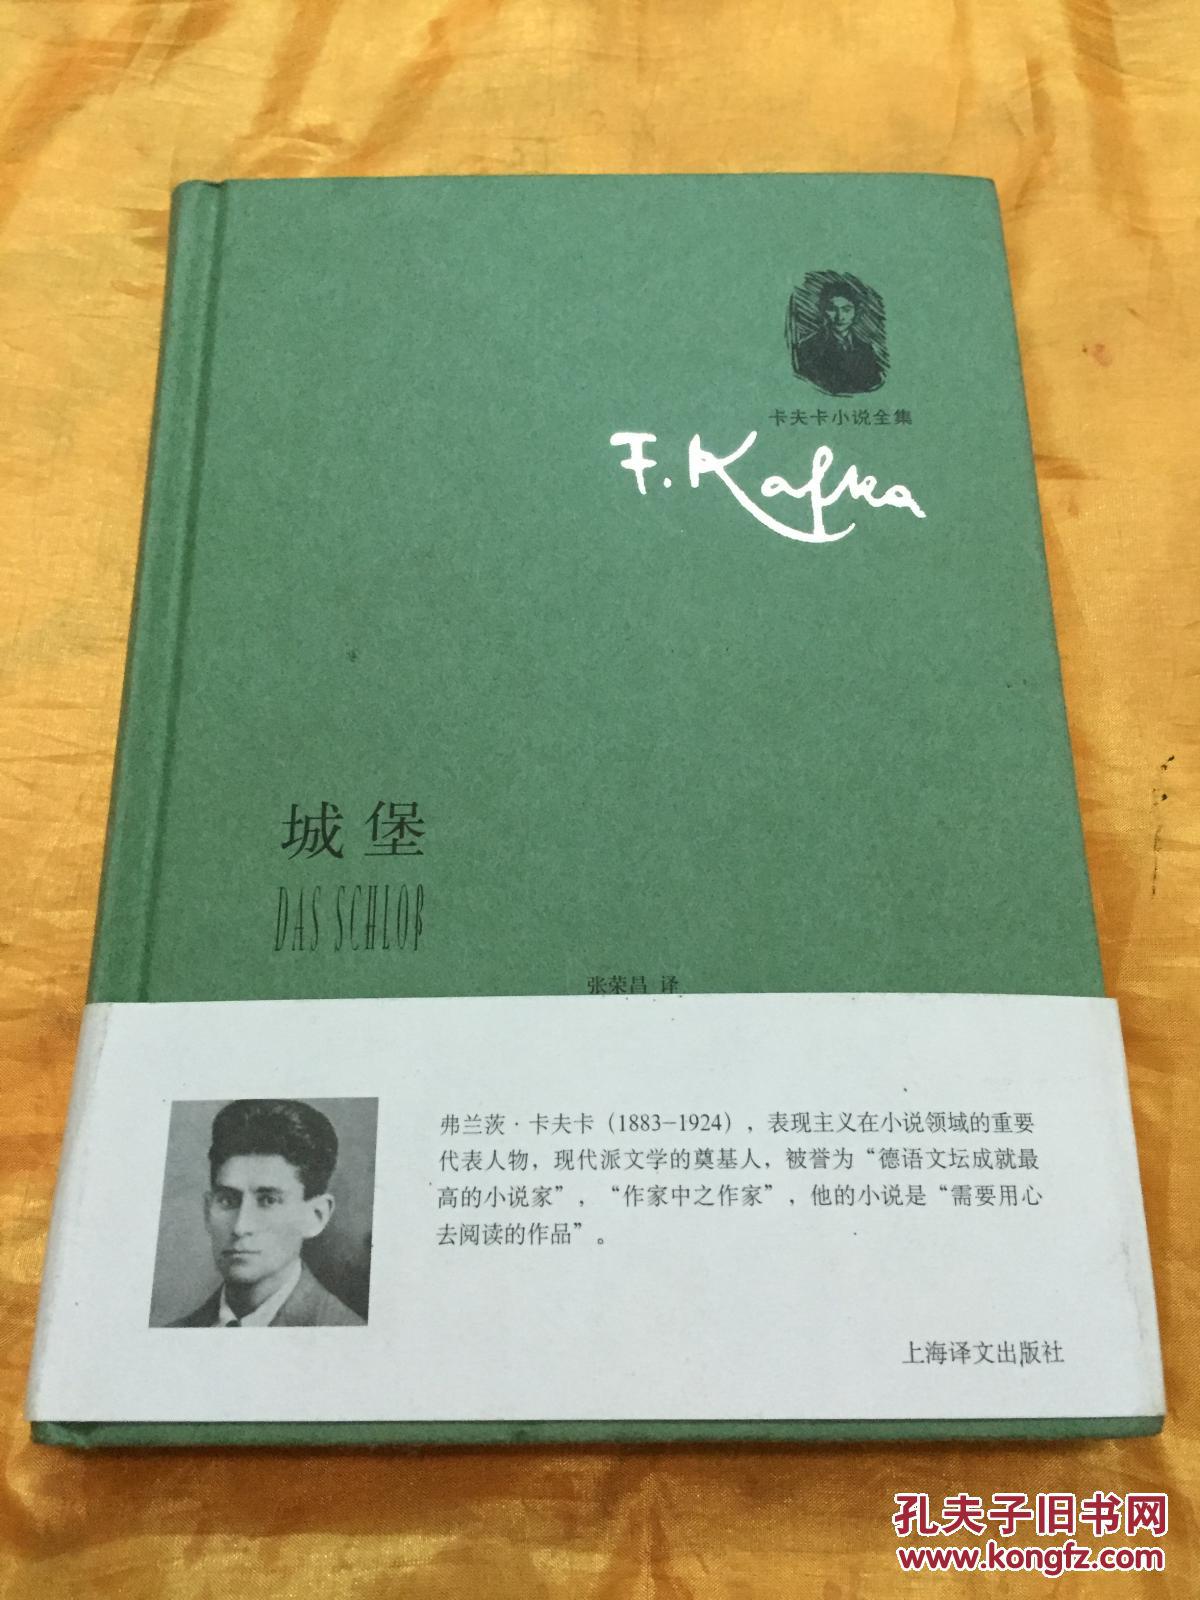 卡夫卡小说全集
F. Kafka
城堡
DAS SCHLOß
张荣昌 译
弗兰茨·卡夫卡（1883-1924），表现主义在小说领域的重要
代表人物，现代派文学的奠基人，被誉为“德语文坛成就最
高的小说家”，“作家中之作家”，他的小说是“需要用心
去阅读的作品”。
上海译文出版社
孔夫子旧书网
www.kongfz.com